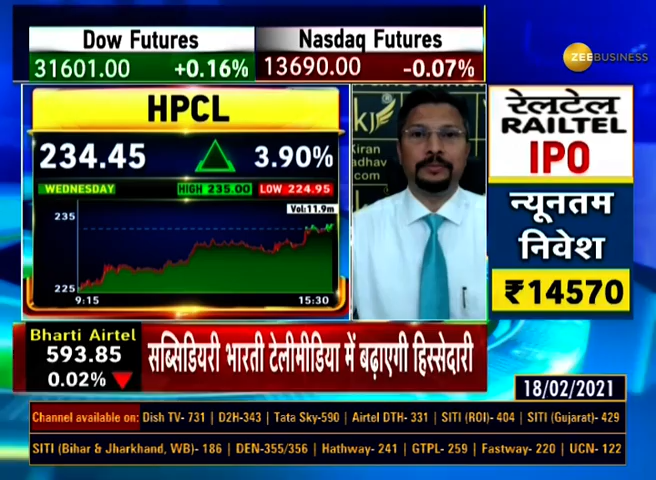 Dow Futures
31601.00 +0.16%
Nasdaq Futures
13690.00 -0.07%
ZEE BUSINESS
HPCL
234.45 3.90%
WEDNESDAY HIGH 235.00 LOW 224.95
Vol:11.9m
235
225
9:15 15:30
kJ
Kiran
adhav
.com
रेलटेल
RAILTEL
IPO
न्यूनतम
निवेश
₹14570
Bharti Airtel
593.85
0.02%
सब्सिडियरी भारती टेलीमीडिया में बढ़ाएगी हिस्सेदारी
18/02/2021
Channel available on: Dish TV- 731 | D2H-343 | Tata Sky-590 | Airtel DTH- 331 | SITI (ROI)- 404 | SITI (Gujarat)- 429
SITI (Bihar & Jharkhand, WB)- 186 | DEN-355/356 | Hathway- 241 | GTPL- 259 | Fastway- 220 | UCN- 122